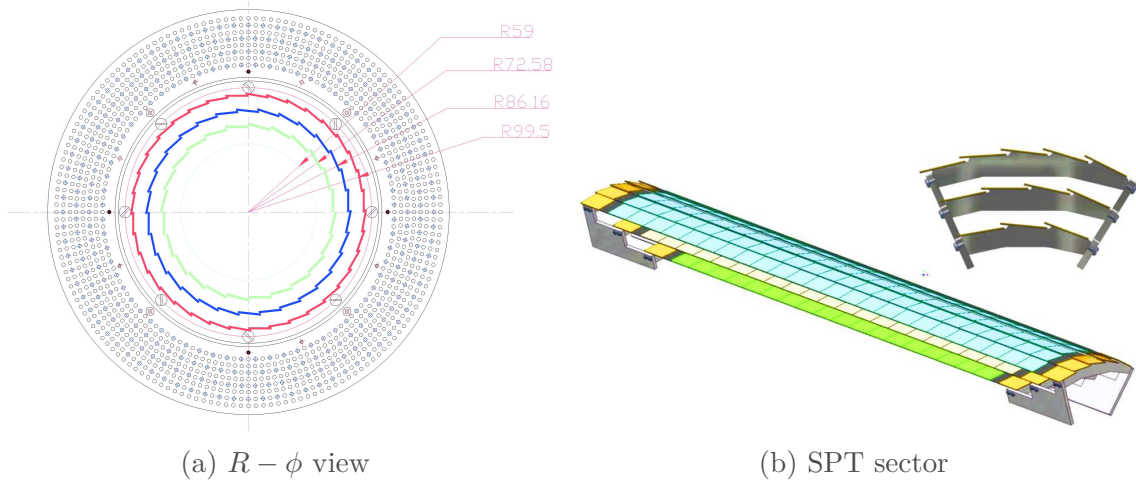 R59
R72.58
R86.16
R99.5
(a) R − ϕ view
(b) SPT sector